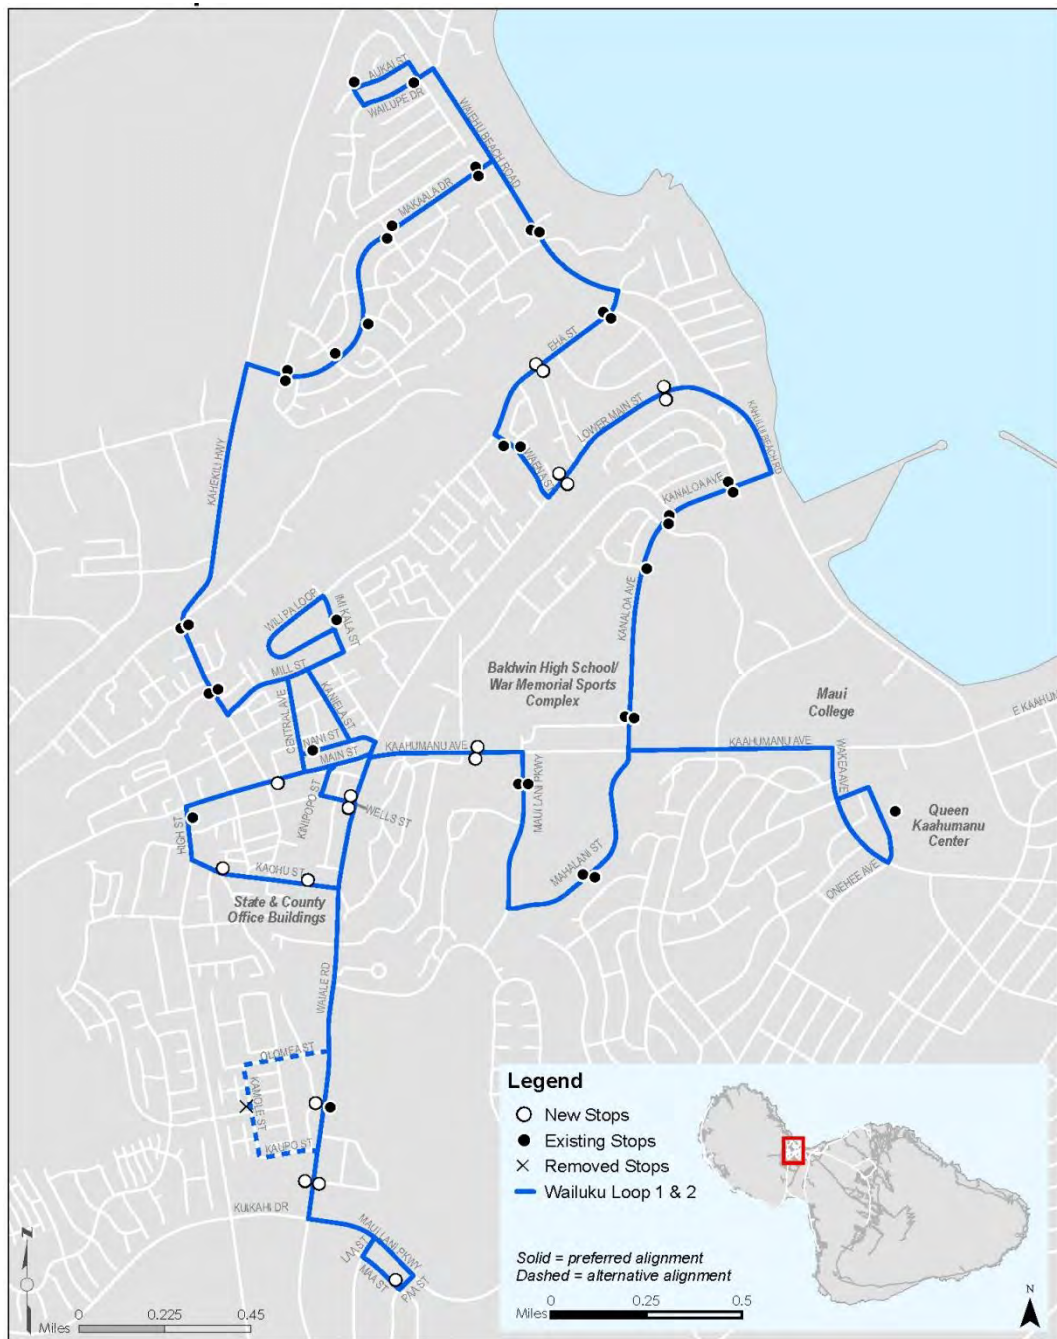 AUKAI ST
WAILUPE DR
WAIEHU BEACH ROAD
MAKAALA DR
EHA ST
LOWER MAIN ST
KAHULUI BEACH RD
WAENA ST
KANALOA AVE
KAHEKILI HWY
KANALOA AVE
WILI PA LOOP
IMI KALA ST
MILL ST
CENTRAL AVE
KANIELA ST
NANI ST
MAIN ST
Baldwin High School/
War Memorial Sports
Complex
Maui
College
E KAAHUM
KAAHUMANU AVE
KAAHUMANU AVE
WAKEA AVE
MAUI LANI PKWY
KINIPOPO ST
WELLS ST
HIGH ST
Queen
Kaahumanu
Center
MAHALANI ST
ONEHEE AVE
KAOHU ST
State & County
Office Buildings
WAIALE RD
OLOMEA ST
KAMOLE ST
KAUPO ST
KUIKAHI DR
MAUI LANI PKWY
LAA ST
MAA ST
PAA ST
Legend
New Stops
Existing Stops
Removed Stops
Wailuku Loop 1 & 2
Solid = preferred alignment
Dashed = alternative alignment
0 0.25 0.5
Miles
N
N
0 0.225 0.45
Miles